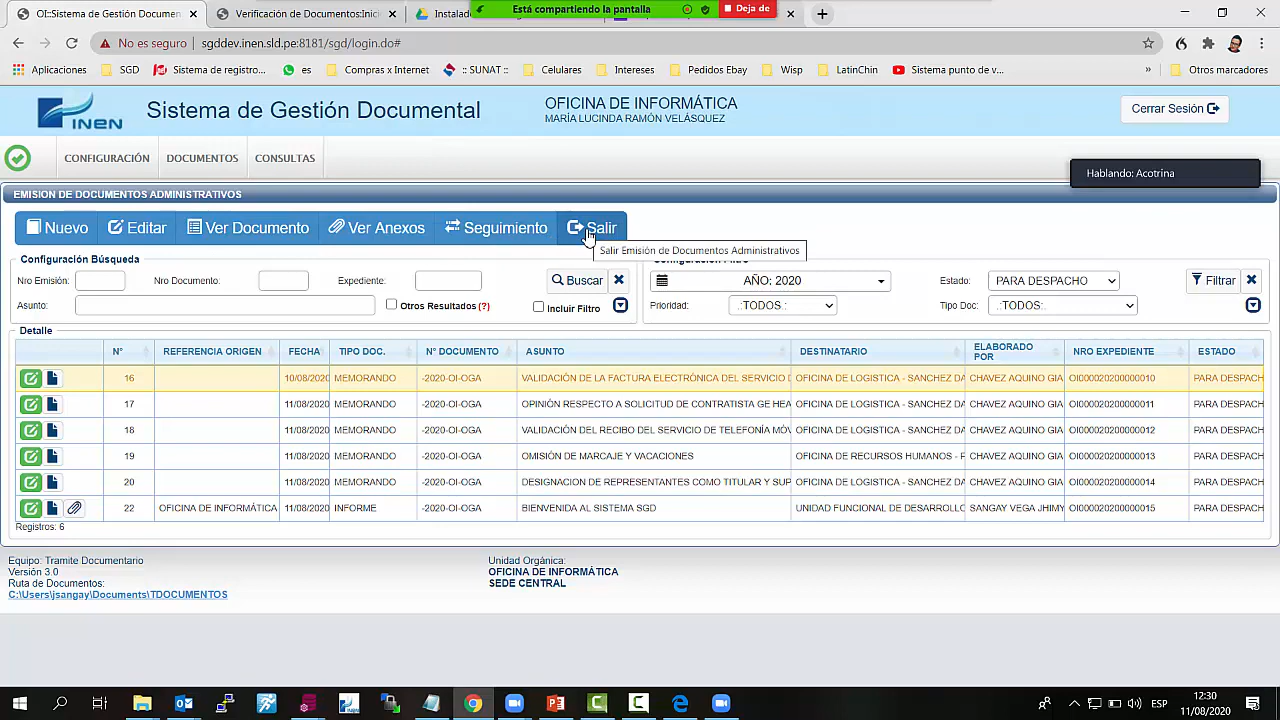 OI:Sistema de Gestión Documen
Verificación de Documentos:Inici
Instalado
Está compartiendo la pantalla
Deja de
No es seguro
sgddev.inen.sld.pe:8181/sgd/login.do#
Aplicaciones
SGD
Sistema de registro...
es
Compras x Internet
:: SUNAT ::
Celulares
Intereses
Pedidos Ebay
Wisp
LatinChin
Sistema punto de v...
»
Otros marcadores
INEN
Sistema de Gestión Documental
OFICINA DE INFORMÁTICA
MARÍA LUCINDA RAMÓN VELÁSQUEZ
Cerrar Sesión
CONFIGURACIÓN
DOCUMENTOS
CONSULTAS
Hablando: Acotrina
EMISION DE DOCUMENTOS ADMINISTRATIVOS
Nuevo
Editar
Ver Documento
Ver Anexos
Seguimiento
Salir
Salir Emisión de Documentos Administrativos
Configuración Búsqueda
Nro Emisión:
Nro Documento:
Expediente:
Buscar
AÑO: 2020
Estado:
PARA DESPACHO
Filtrar
Asunto:
Otros Resultados (?)
Incluir Filtro
Prioridad:
.:TODOS :.
Tipo Doc:
.:TODOS:.
Detalle
N° REFERENCIA ORIGEN FECHA TIPO DOC. N° DOCUMENTO ASUNTO DESTINATARIO ELABORADO POR NRO EXPEDIENTE ESTADO
16 10/08/2020 MEMORANDO -2020-OI-OGA VALIDACIÓN DE LA FACTURA ELECTRÓNICA DEL SERVICIO D OFICINA DE LOGISTICA - SANCHEZ DA CHAVEZ AQUINO GIA OI000020200000010 PARA DESPACH
17 11/08/2020 MEMORANDO -2020-OI-OGA OPINIÓN RESPECTO A SOLICITUD DE CONTRATISTA GE HEA OFICINA DE LOGISTICA - SANCHEZ DA CHAVEZ AQUINO GIA OI000020200000011 PARA DESPACH
18 11/08/2020 MEMORANDO -2020-OI-OGA VALIDACIÓN DEL RECIBO DEL SERVICIO DE TELEFONÍA MÓV OFICINA DE LOGISTICA - SANCHEZ DA CHAVEZ AQUINO GIA OI000020200000012 PARA DESPACH
19 11/08/2020 MEMORANDO -2020-OI-OGA OMISIÓN DE MARCAJE Y VACACIONES OFICINA DE RECURSOS HUMANOS - F CHAVEZ AQUINO GIA OI000020200000013 PARA DESPACH
20 11/08/2020 MEMORANDO -2020-OI-OGA DESIGNACION DE REPRESENTANTES COMO TITULAR Y SUP OFICINA DE LOGISTICA - SANCHEZ DA CHAVEZ AQUINO GIA OI000020200000014 PARA DESPACH
22 OFICINA DE INFORMÁTICA 11/08/2020 INFORME -2020-OI-OGA BIENVENIDA AL SISTEMA SGD UNIDAD FUNCIONAL DE DESARROLLO SANGAY VEGA JHIMY OI000020200000015 PARA DESPACH
Registros: 6
Equipo: Tramite Documentario
Versión 3.0
Ruta de Documentos:
C:\Users\jsangay\Documents\TDOCUMENTOS
Unidad Orgánica:
OFICINA DE INFORMÁTICA
SEDE CENTRAL
ESP
12:30
11/08/2020